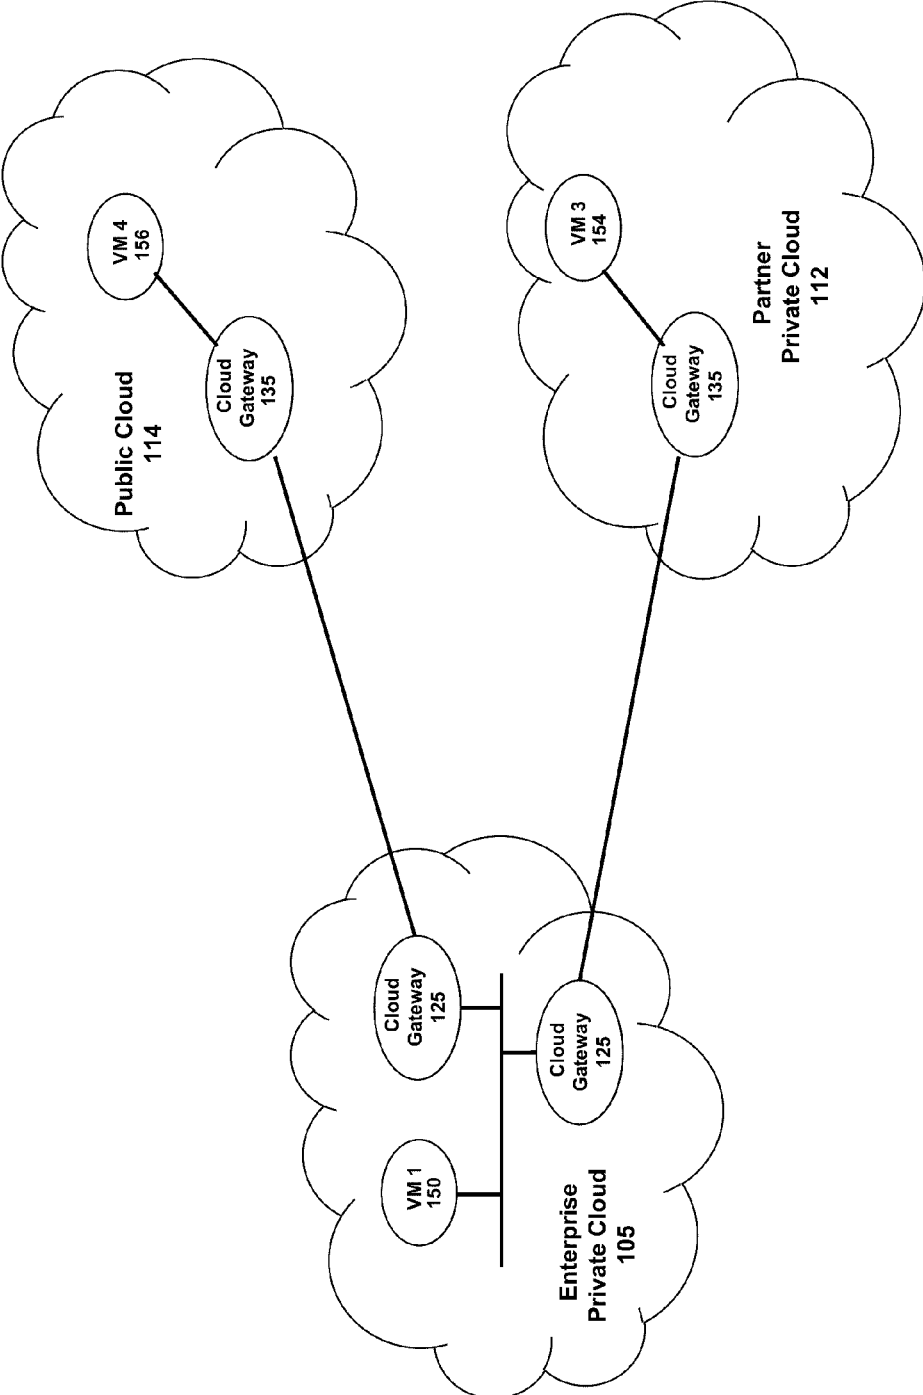 Public Cloud
114
VM 4
156
Cloud
Gateway
135
VM 3
154
Cloud
Gateway
135
Partner
Private Cloud
112
Cloud
Gateway
125
Cloud
Gateway
125
VM 1
150
Enterprise
Private Cloud
105